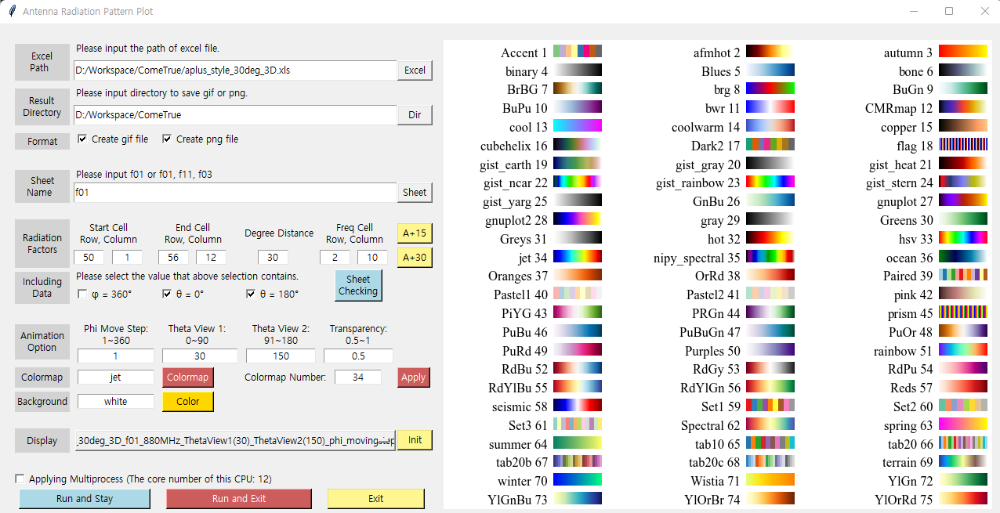 Antenna Radiation Pattern Plot
Excel Path
Please input the path of excel file.
D:/Workspace/ComeTrue/aplus_style_30deg_3D.xls
Excel
Result Directory
Please input directory to save gif or png.
D:/Workspace/ComeTrue
Dir
Format
Create gif file
Create png file
Sheet Name
Please input f01 or f01, f11, f03
f01
Sheet
Radiation Factors
Start Cell Row, Column
End Cell Row, Column
Degree Distance
Freq Cell Row, Column
A+15
50 1 56 12 30 2 10
A+30
Including Data
Please select the value that above selection contains.
φ = 360° θ = 0° θ = 180°
Sheet Checking
Animation Option
Phi Move Step: 1~360
Theta View 1: 0~90
Theta View 2: 91~180
Transparency: 0.5~1
1 30 150 0.5
Colormap
jet
Colormap
Colormap Number:
34
Apply
Background
white
Color
Display
_30deg_3D_f01_880MHz_ThetaView1(30)_ThetaView2(150)_phi_moving
Init
Applying Multiprocess (The core number of this CPU: 12)
Run and Stay
Run and Exit
Exit
Accent 1 afmhot 2 autumn 3
binary 4 Blues 5 bone 6
BrBG 7 brg 8 BuGn 9
BuPu 10 bwr 11 CMRmap 12
cool 13 coolwarm 14 copper 15
cubehelix 16 Dark2 17 flag 18
gist_earth 19 gist_gray 20 gist_heat 21
gist_ncar 22 gist_rainbow 23 gist_stern 24
gist_yarg 25 GnBu 26 gnuplot 27
gnuplot2 28 gray 29 Greens 30
Greys 31 hot 32 hsv 33
jet 34 nipy_spectral 35 ocean 36
Oranges 37 OrRd 38 Paired 39
Pastel1 40 Pastel2 41 pink 42
PiYG 43 PRGn 44 prism 45
PuBu 46 PuBuGn 47 PuOr 48
PuRd 49 Purples 50 rainbow 51
RdBu 52 RdGy 53 RdPu 54
RdYlBu 55 RdYlGn 56 Reds 57
seismic 58 Set1 59 Set2 60
Set3 61 Spectral 62 spring 63
summer 64 tab10 65 tab20 66
tab20b 67 tab20c 68 terrain 69
winter 70 Wistia 71 YlGn 72
YlGnBu 73 YlOrBr 74 YlOrRd 75